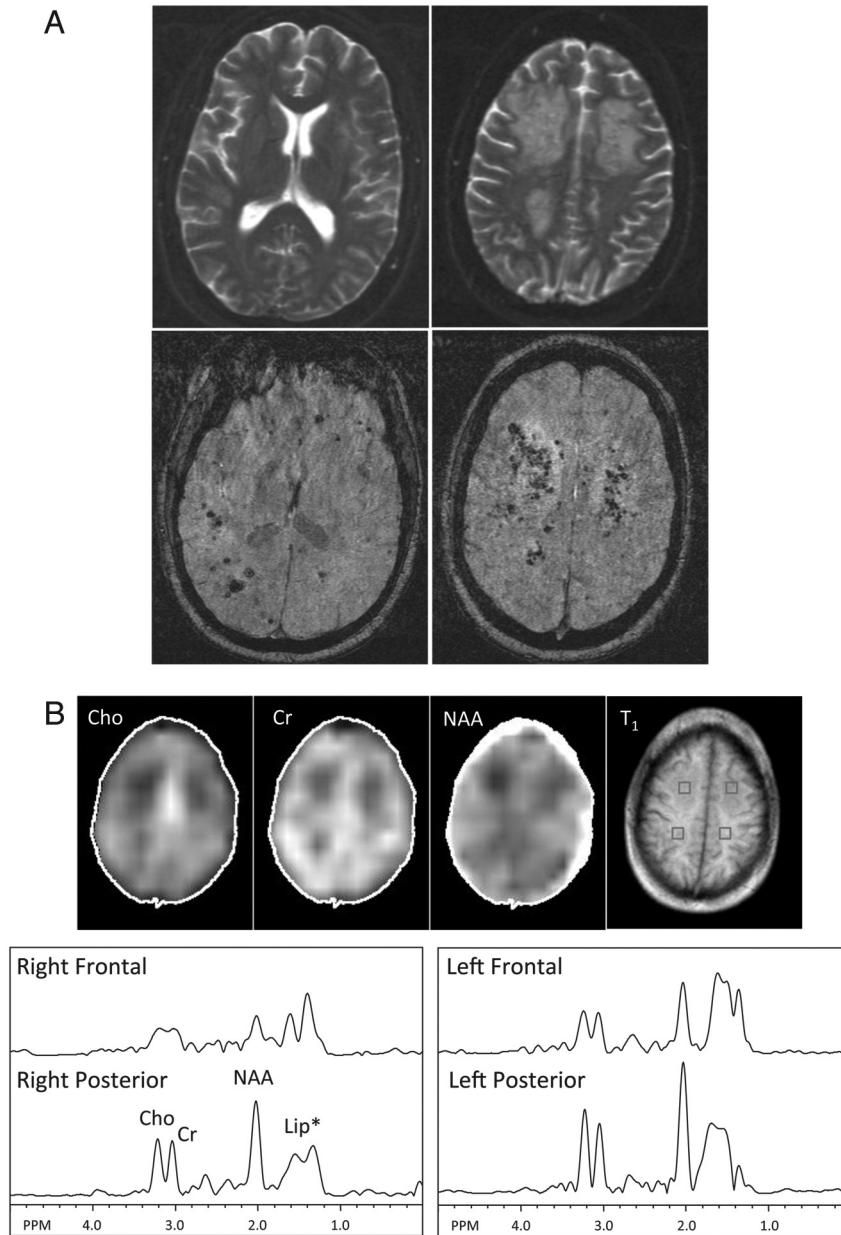 A
B
Cho
Cr
NAA
T1
Right Frontal
Left Frontal
Right Posterior
NAA
Cho
Cr
Lip*
Left Posterior
PPM 4.0 3.0 2.0 1.0
PPM 4.0 3.0 2.0 1.0